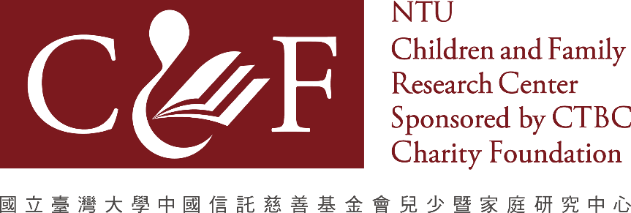 C F
NTU
Children and Family
Research Center
Sponsored by CTBC
Charity Foundation
國立臺灣大學中國信託慈善基金會兒少暨家庭研究中心